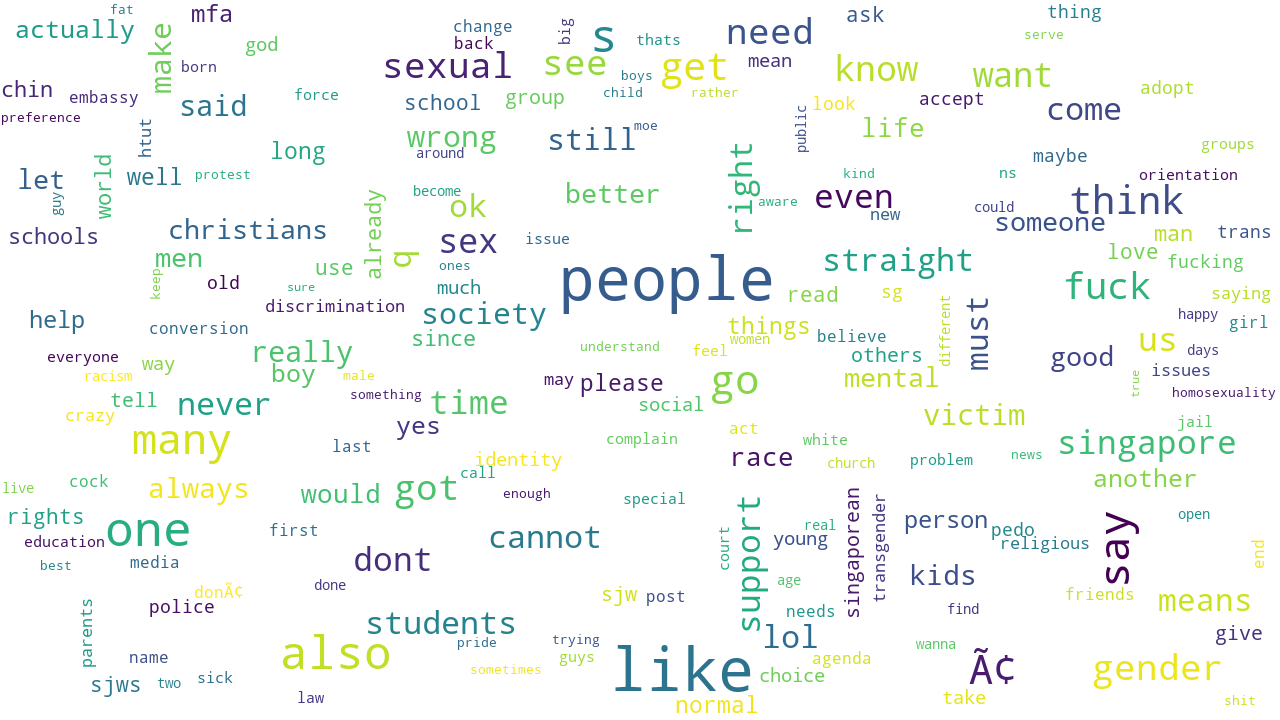 fat
actually
mfa
make
god
born
chin
embassy
preference
said
force
htut
long
let
guy
world
well
protest
schools
christians
men
keep
old
use
sure
already
discrimination
help
conversion
everyone
way
racism
really
boy
male
something
tell
crazy
never
many
last
yes
time
change
back
big
s
thats
need
mean
ask
thing
serve
sexual
see
boys
get
know
want
child
rather
adopt
school
group
look
accept
come
wrong
around
still
moe
public
life
groups
maybe
kind
ns
orientation
become
better
right
aware
even
new
could
think
someone
ok
q
sex
issue
man
trans
ones
much
people
straight
love
fucking
society
read
sg
fuck
saying
since
things
women
believe
different
must
happy
girl
understand
feel
others
good
us
days
issues
may
please
go
mental
true
homosexuality
social
victim
jail
complain
act
white
singapore
race
church
problem
news
another
identity
call
live
cock
always
would
got
enough
special
rights
one
first
cannot
support
court
young
real
singaporean
transgender
person
pedo
religious
say
open
end
education
best
media
dont
age
kids
donÃ¢
done
sjw
post
needs
find
friends
means
parents
police
students
pride
trying
lol
wanna
give
name
also
guys
sometimes
like
agenda
choice
Ã¢
gender
sjws
two
sick
law
normal
take
shit